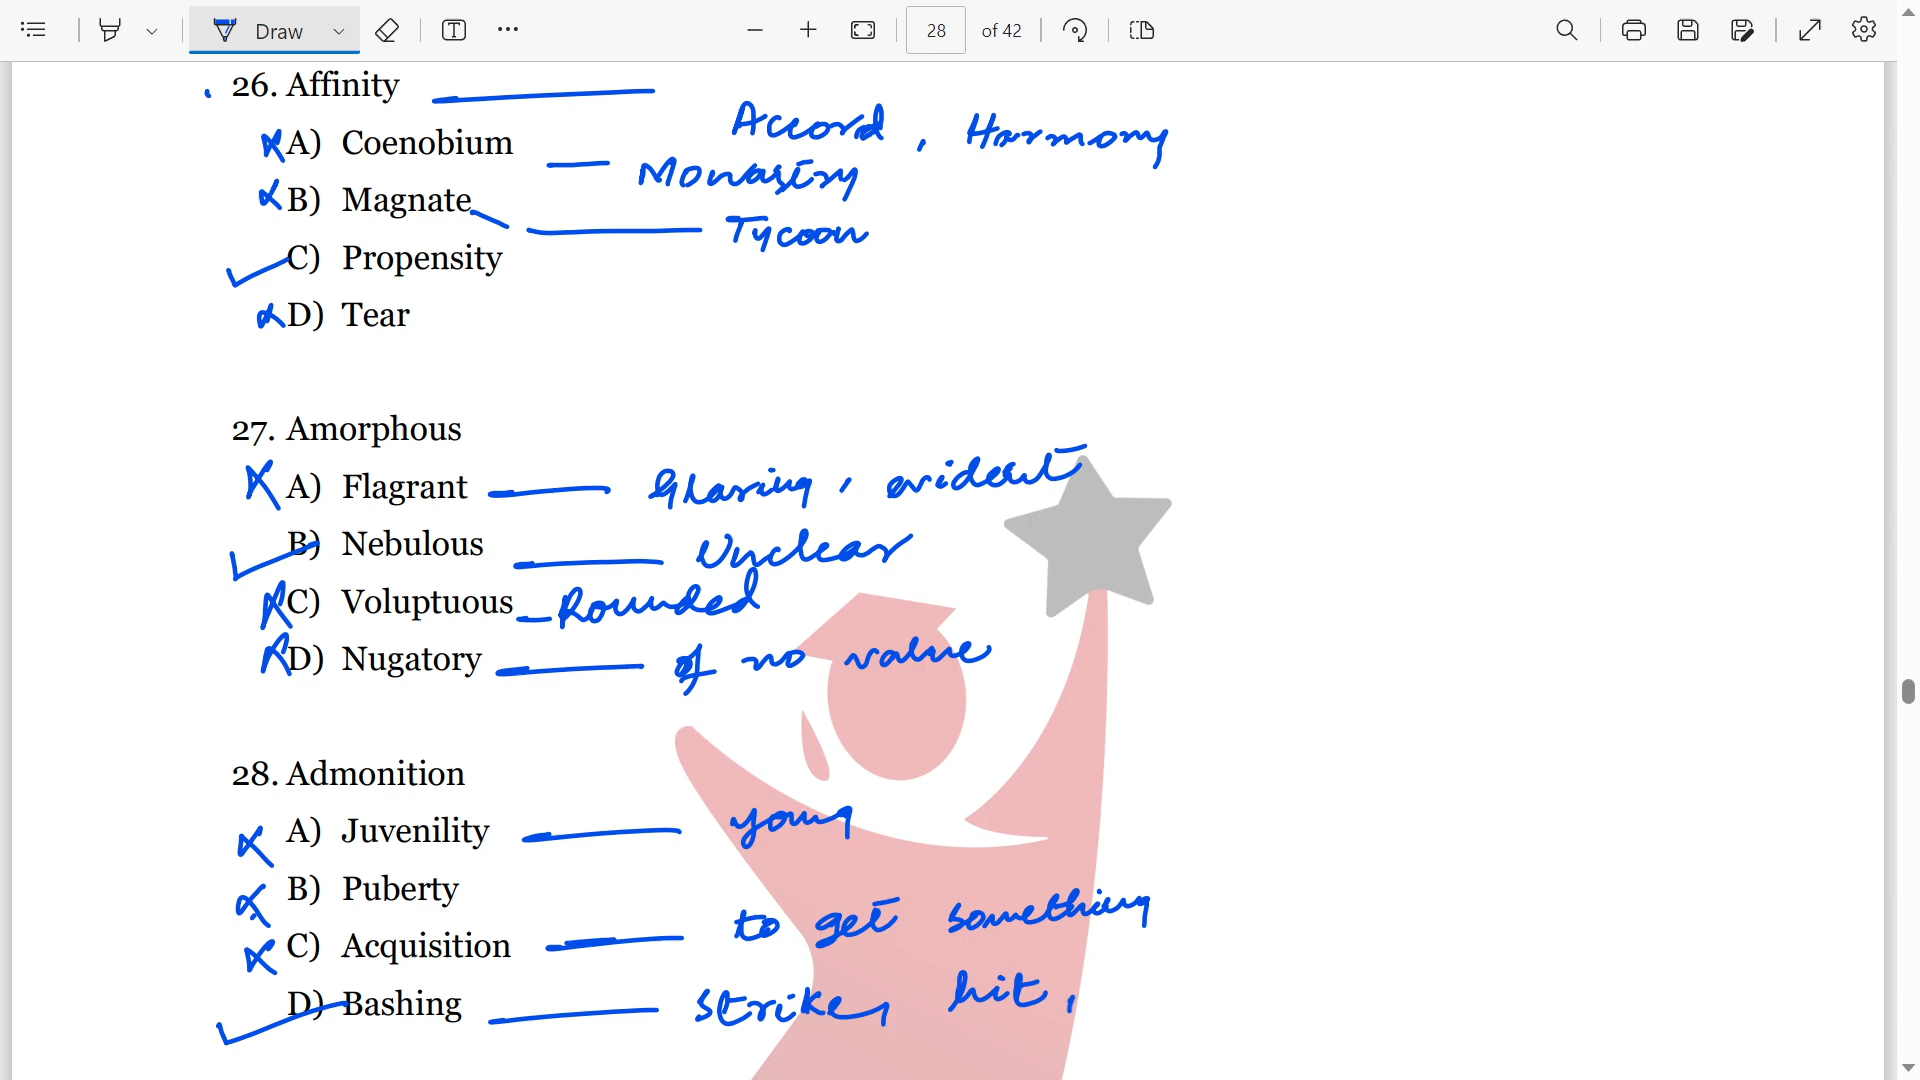 Draw 28 of 42
26. Affinity
Accord, Harmony
A) Coenobium
Monastry
B) Magnate
Tycoon
C) Propensity
D) Tear
27. Amorphous
A) Flagrant Glaring, evident
B) Nebulous Unclear
C) Voluptuous Rounded
D) Nugatory of no value
28. Admonition
A) Juvenility young
B) Puberty
C) Acquisition to get something
D) Bashing strike, hit,